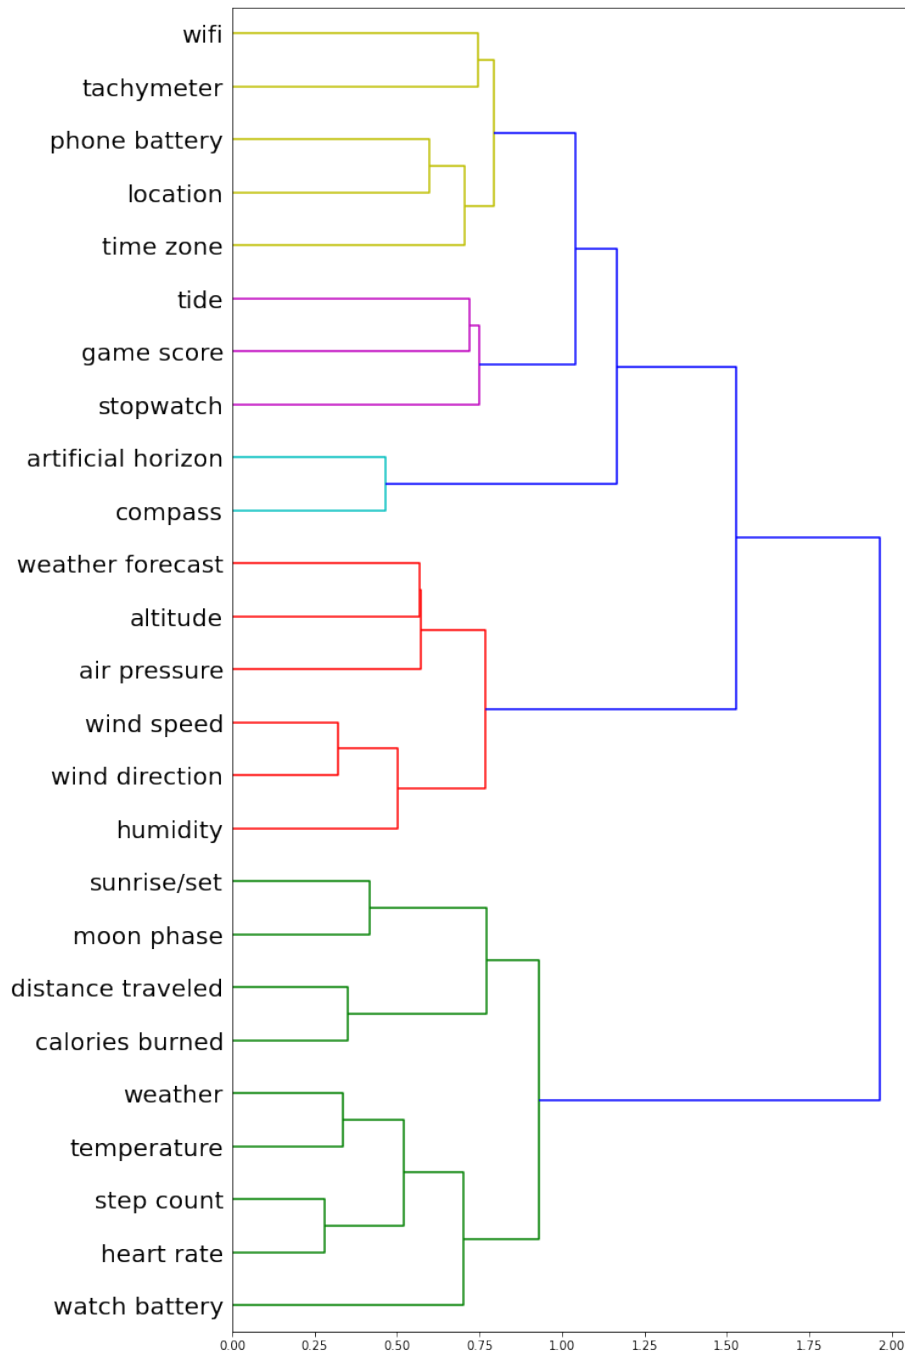 wifi
tachymeter
phone battery
location
time zone
tide
game score
stopwatch
artificial horizon
compass
weather forecast
altitude
air pressure
wind speed
wind direction
humidity
sunrise/set
moon phase
distance traveled
calories burned
weather
temperature
step count
heart rate
watch battery
0.00 0.25 0.50 0.75 1.00 1.25 1.50 1.75 2.00